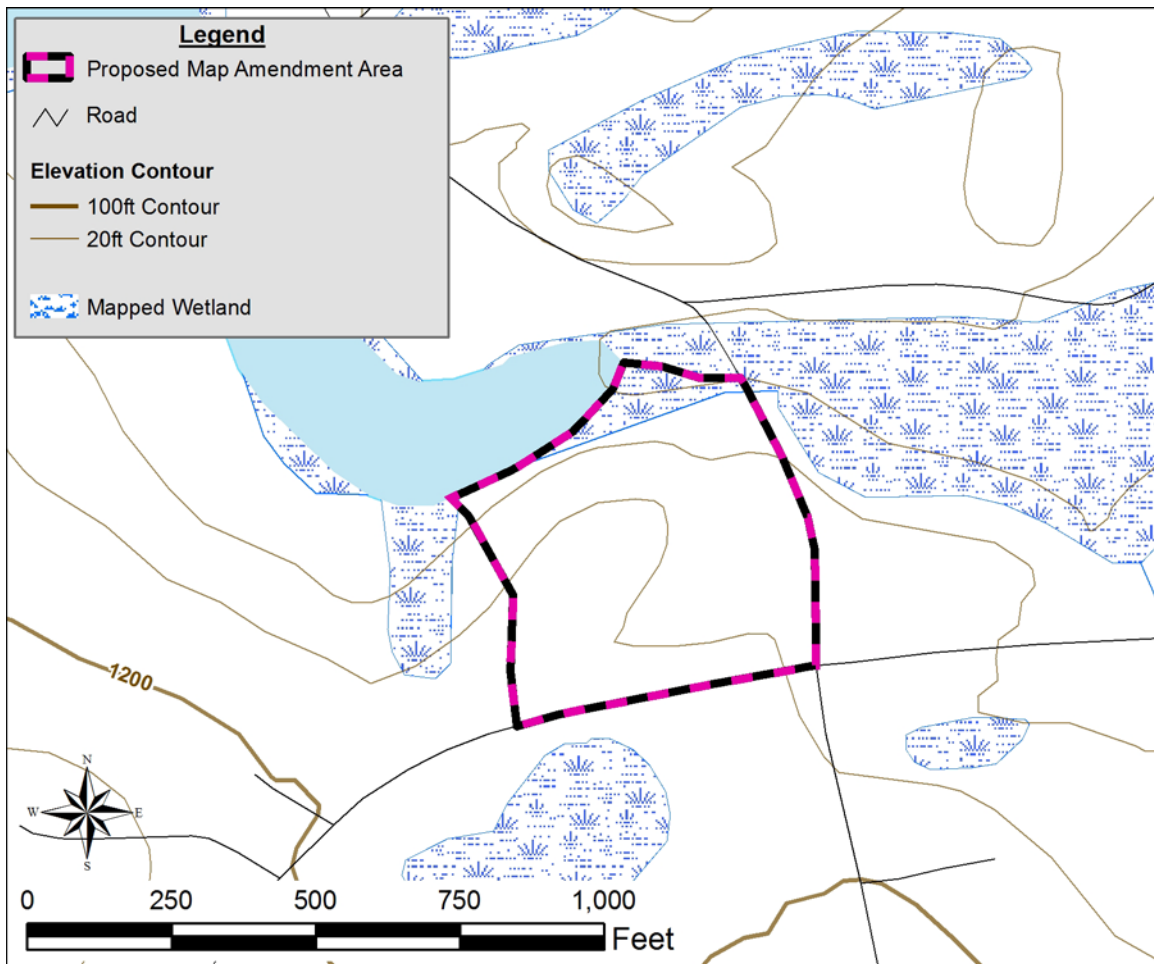 Legend
Proposed Map Amendment Area
Road
Elevation Contour
100ft Contour
20ft Contour
Mapped Wetland
1200
N
W E
S
0 250 500 750 1,000
Feet